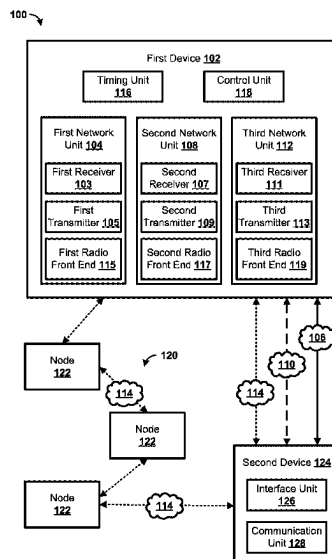 100
First Device 102
Timing Unit
116
Control Unit
118
First Network
Unit 104
First Receiver
103
First
Transmitter 105
First Radio
Front End 115
Second Network
Unit 108
Second
Receiver 107
Second
Transmitter 109
Second Radio
Front End 117
Third Network
Unit 112
Third Receiver
111
Third
Transmitter 113
Third Radio
Front End 119
120
Node
122
114
Node
122
Node
122
114
114
110
106
Second Device 124
Interface Unit
126
Communication
Unit 128